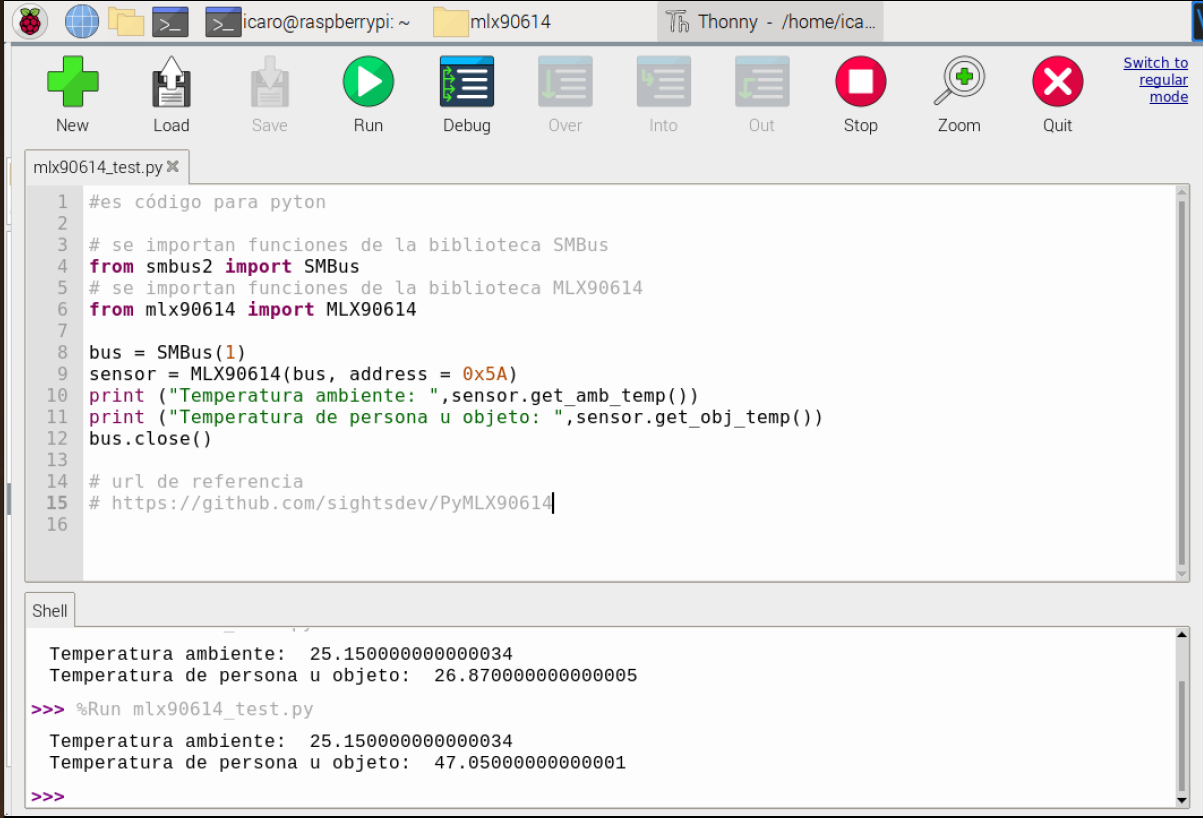 icaro@raspberrypi: ~ mlx90614 Thonny - /home/ica...
New Load Save Run Debug Over Into Out Stop Zoom Quit
Switch to
regular
mode
mlx90614_test.py
1 #es código para pyton
2
3 # se importan funciones de la biblioteca SMBus
4 from smbus2 import SMBus
5 # se importan funciones de la biblioteca MLX90614
6 from mlx90614 import MLX90614
7
8 bus = SMBus(1)
9 sensor = MLX90614(bus, address = 0x5A)
10 print ("Temperatura ambiente: ",sensor.get_amb_temp())
11 print ("Temperatura de persona u objeto: ",sensor.get_obj_temp())
12 bus.close()
13
14 # url de referencia
15 # https://github.com/sightsdev/PyMLX90614
16
Shell
Temperatura ambiente:  25.150000000000034
Temperatura de persona u objeto:  26.870000000000005
>>> %Run mlx90614_test.py
Temperatura ambiente:  25.150000000000034
Temperatura de persona u objeto:  47.05000000000001
>>>